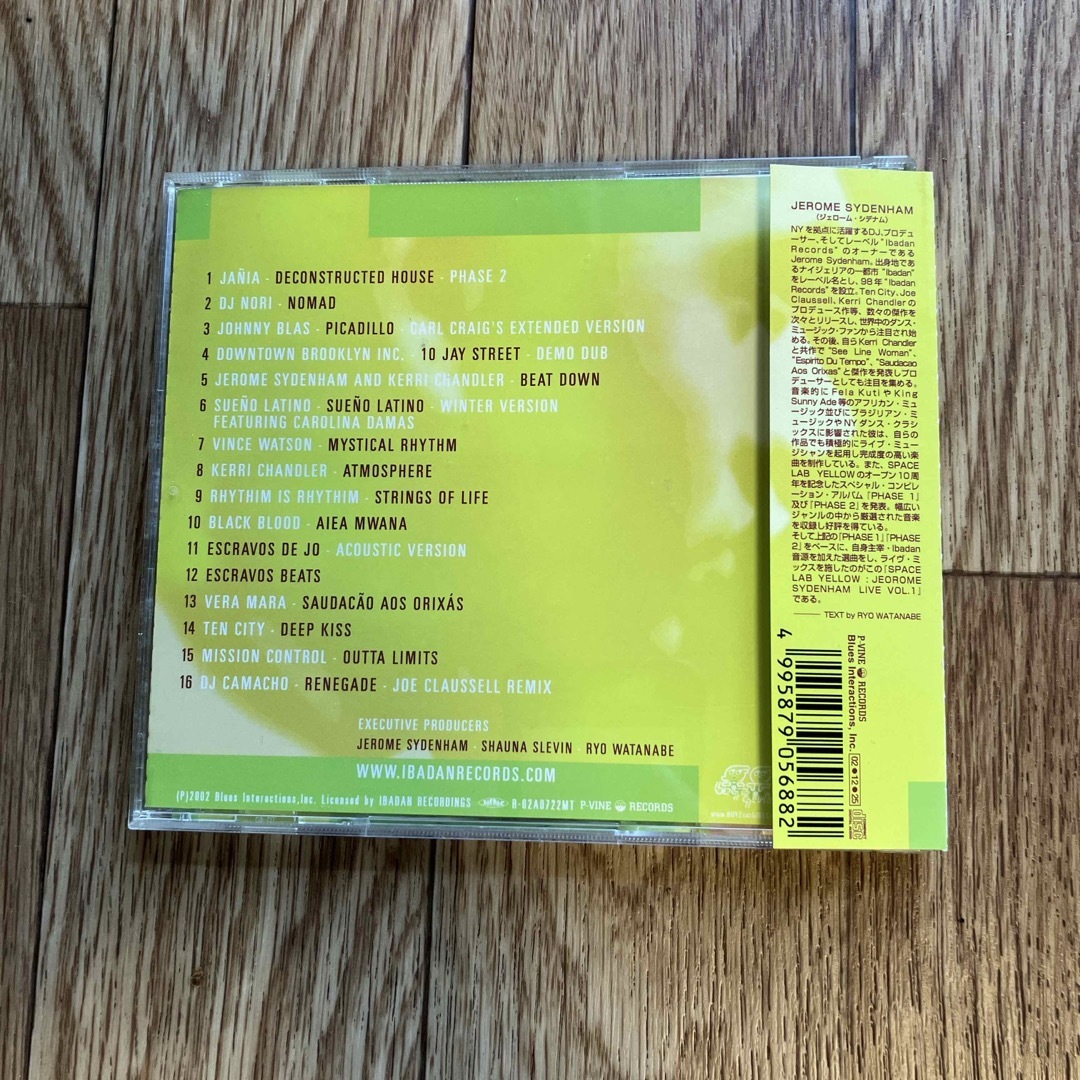 1 JAÑIA - DECONSTRUCTED HOUSE - PHASE 2
2 DJ NORI - NOMAD
3 JOHNNY BLAS - PICADILLO - CARL CRAIG'S EXTENDED VERSION
4 DOWNTOWN BROOKLYN INC. - 10 JAY STREET - DEMO DUB
5 JEROME SYDENHAM AND KERRI CHANDLER - BEAT DOWN
6 SUEÑO LATINO - SUEÑO LATINO - WINTER VERSION
FEATURING CAROLINA DAMAS
7 VINCE WATSON - MYSTICAL RHYTHM
8 KERRI CHANDLER - ATMOSPHERE
9 RHYTHIM IS RHYTHIM - STRINGS OF LIFE
10 BLACK BLOOD - AIEA MWANA
11 ESCRAVOS DE JO - ACOUSTIC VERSION
12 ESCRAVOS BEATS
13 VERA MARA - SAUDACÃO AOS ORIXÁS
14 TEN CITY - DEEP KISS
15 MISSION CONTROL - OUTTA LIMITS
16 DJ CAMACHO - RENEGADE - JOE CLAUSSELL REMIX
EXECUTIVE PRODUCERS
JEROME SYDENHAM · SHAUNA SLEVIN · RYO WATANABE
WWW.IBADANRECORDS.COM
(P)2002 Blues Interactions,Inc. Licensed by IBADAN RECORDINGS R-02A0722MT P-VINE RECORDS
JEROME SYDENHAM
(ジェローム・シデナム)
NYを拠点に活躍するDJ、プロデュ
ーサー、そしてレーベル"Ibadan
Records"のオーナーである
Jerome Sydenham。出身地であ
るナイジェリアの一都市"Ibadan"
をレーベル名とし、98年"Ibadan
Records"を設立。Ten City、Joe
Claussell、Kerri Chandlerの
プロデュース作等、数々の傑作を
次々とリリースし、世界中のダンス・
ミュージック・ファンから注目され始
める。その後、自らKerri Chandler
と共作で"See Line Woman"、
"Espirito Du Tempo"、"Saudacao
Aos Orixas"と傑作を発表しプロ
デューサーとしても注目を集める。
音楽的にFela KutiやKing
Sunny Ade等のアフリカン・ミュ
ージック並びにブラジリアン・ミ
ュージックやNYダンス・クラシ
ックスに影響された彼は、自らの
作品でも積極的にライブ・ミュー
ジシャンを起用し完成度の高い楽
曲を制作している。また、SPACE
LAB YELLOWのオープン10周
年を記念したスペシャル・コンピレ
ーション・アルバム『PHASE 1』
及び『PHASE 2』を発表。幅広い
ジャンルの中から厳選された音楽
を収録し好評を得ている。
そして上記の『PHASE 1』『PHASE
2』をベースに、自身主宰・Ibadan
音源を加えた選曲をし、ライヴ・ミ
ックスを施したのがこの『SPACE
LAB YELLOW : JEOROME
SYDENHAM LIVE VOL.1』
である。
TEXT by RYO WATANABE
4 995879 056882
P-VINE RECORDS
Blues Interactions, Inc.
02●12●25